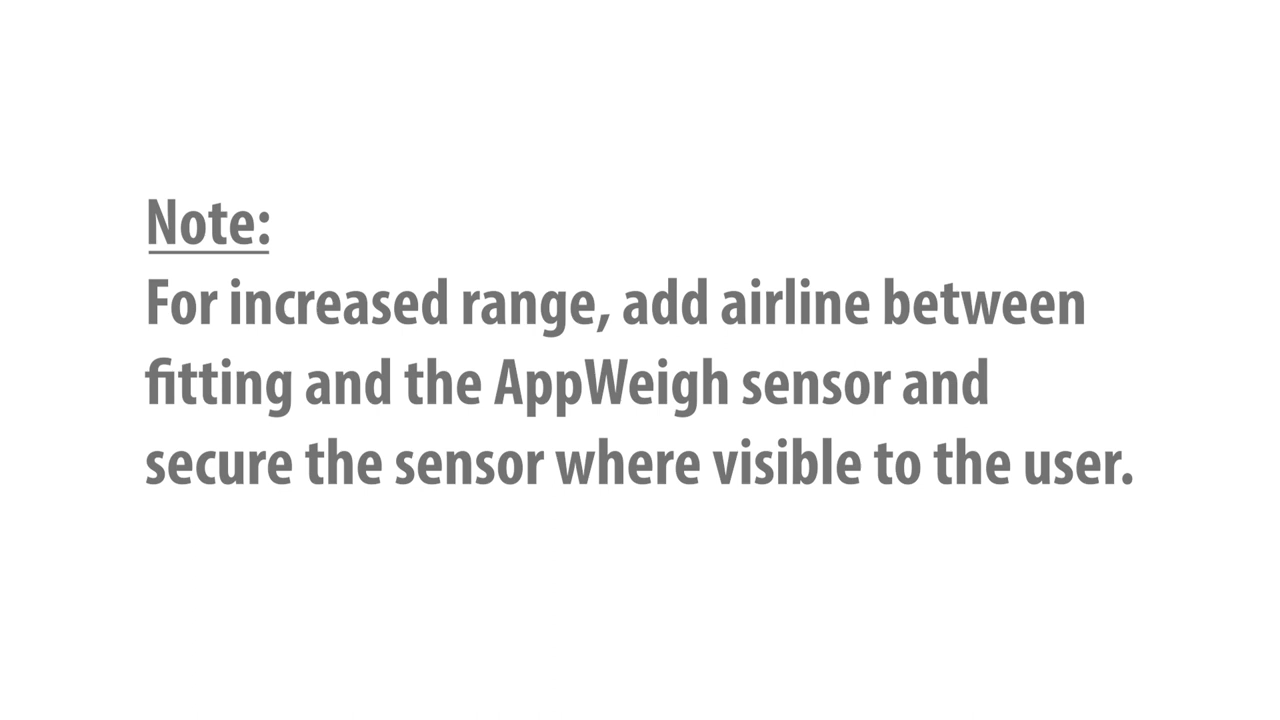 Note:
For increased range, add airline between
fitting and the AppWeigh sensor and
secure the sensor where visible to the user.